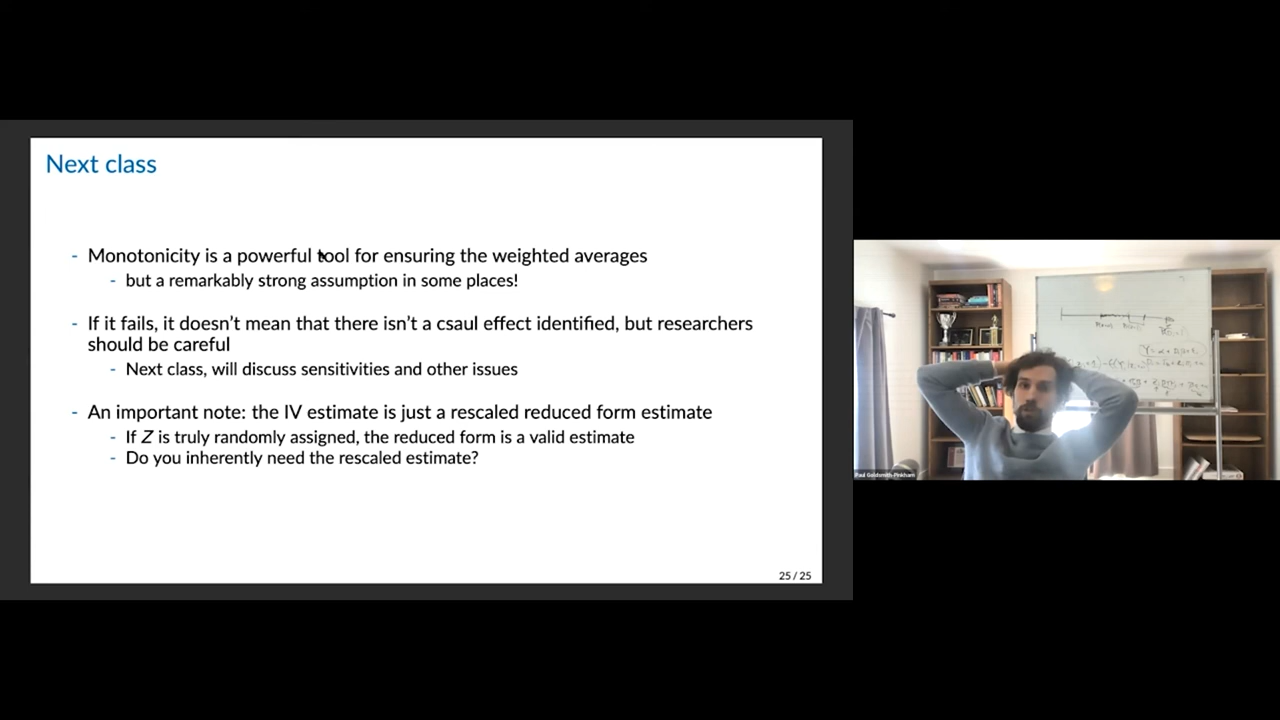 Next class
- Monotonicity is a powerful tool for ensuring the weighted averages
- but a remarkably strong assumption in some places!
- If it fails, it doesn't mean that there isn't a csaul effect identified, but researchers
should be careful
- Next class, will discuss sensitivities and other issues
- An important note: the IV estimate is just a rescaled reduced form estimate
- If Z is truly randomly assigned, the reduced form is a valid estimate
- Do you inherently need the rescaled estimate?
25 / 25
Paul Goldsmith-Pinkham